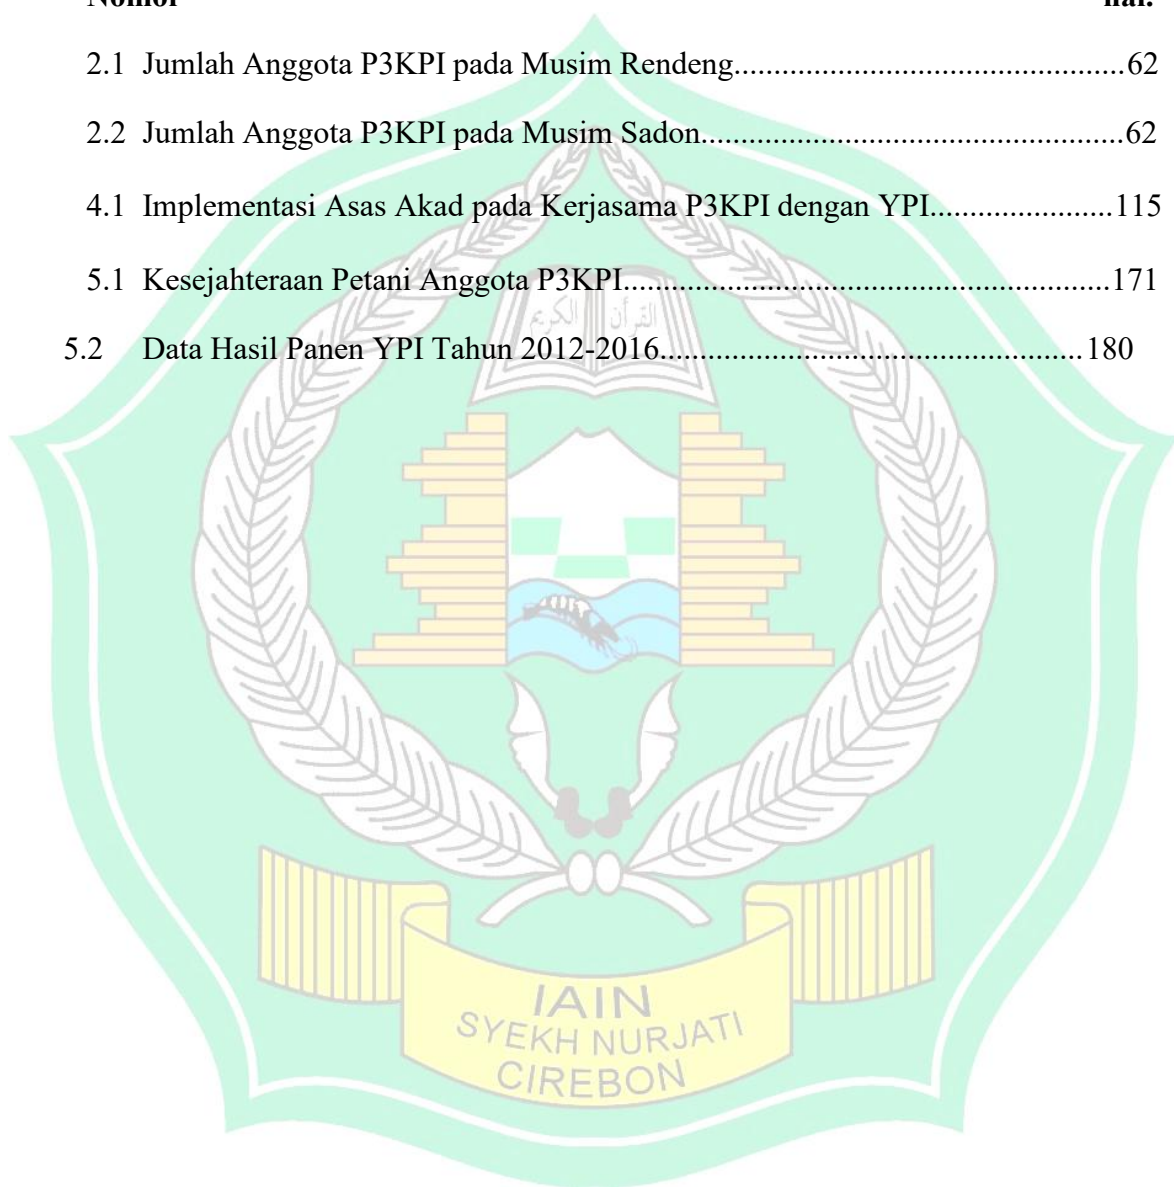 Nomor hal.
2.1 Jumlah Anggota P3KPI pada Musim Rendeng................................................62
2.2 Jumlah Anggota P3KPI pada Musim Sadon....................................................62
4.1 Implementasi Asas Akad pada Kerjasama P3KPI dengan YPI......................115
5.1 Kesejahteraan Petani Anggota P3KPI............................................................171
5.2 Data Hasil Panen YPI Tahun 2012-2016....................................................180
القرآن الكريم
IAIN
SYEKH NURJATI
CIREBON